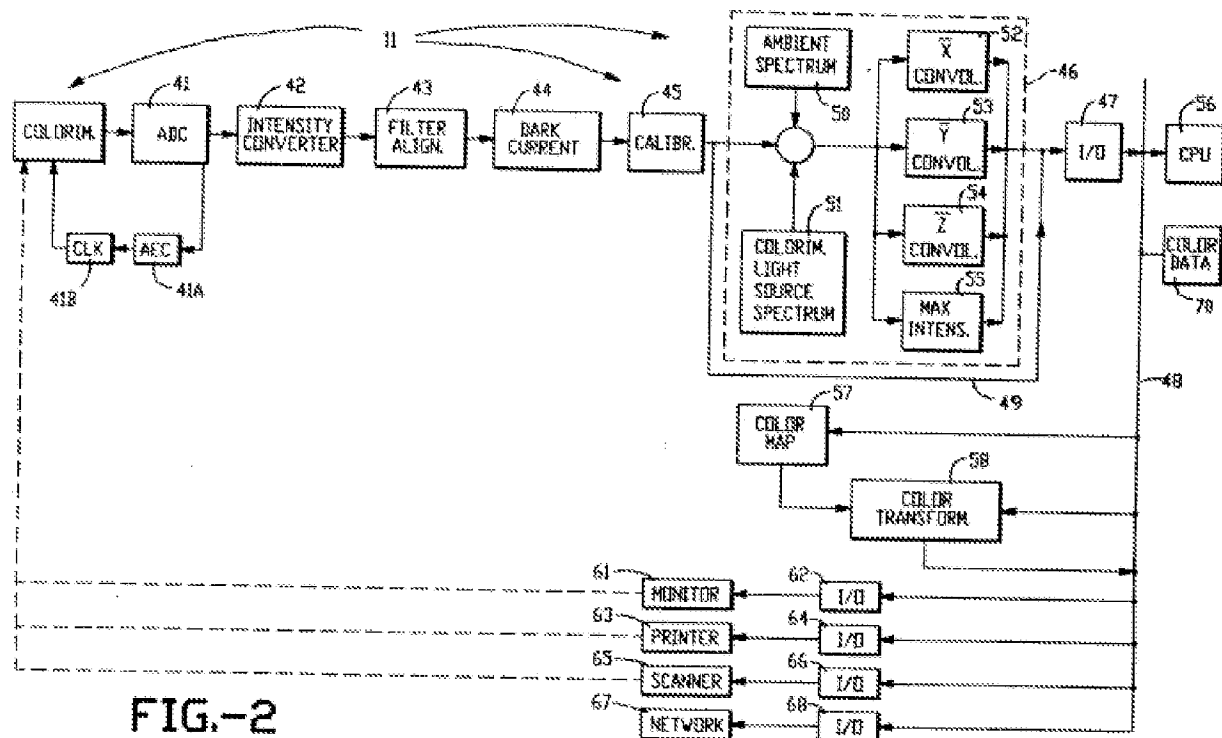 11
COLORIM.
41
ADC
42
INTENSITY
CONVERTER
43
FILTER
ALIGN.
44
DARK
CURRENT
45
CALIBR.
CLK
41B
AEC
41A
AMBIENT
SPECTRUM
50
51
COLORIM.
LIGHT
SOURCE
SPECTRUM
52
X̅
CONVOL.
53
Y̅
CONVOL.
54
Z̅
CONVOL.
55
MAX
INTENS.
46
47
I/O
56
CPU
COLOR
DATA
70
48
49
57
COLOR
MAP
58
COLOR
TRANSFORM
61
MONITOR
62
I/O
63
PRINTER
64
I/O
65
SCANNER
66
I/O
67
NETWORK
68
I/O
FIG.-2